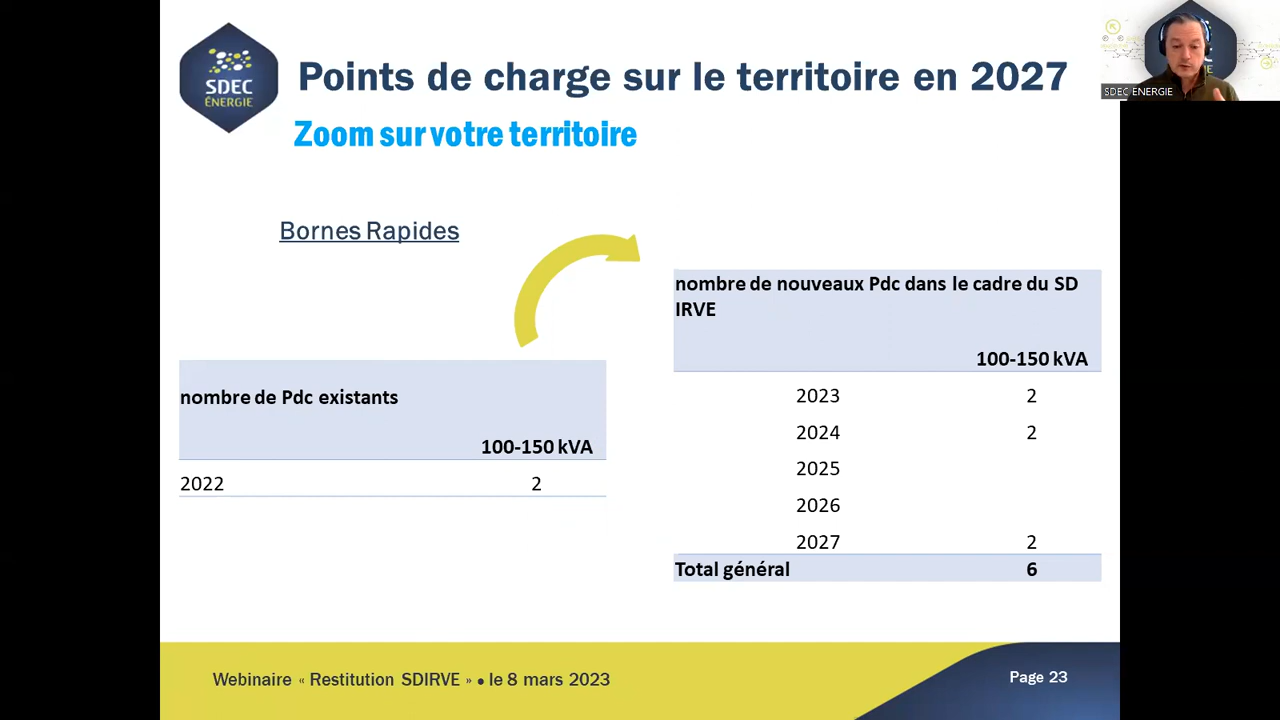 SDEC
ÉNERGIE
Points de charge sur le territoire en 2027
Zoom sur votre territoire
SDEC ENERGIE
Bornes Rapides
nombre de Pdc existants
100-150 kVA
2022 2
nombre de nouveaux Pdc dans le cadre du SD
IRVE
100-150 kVA
2023 2
2024 2
2025
2026
2027 2
Total général 6
Webinaire « Restitution SDIRVE » • le 8 mars 2023
Page 23